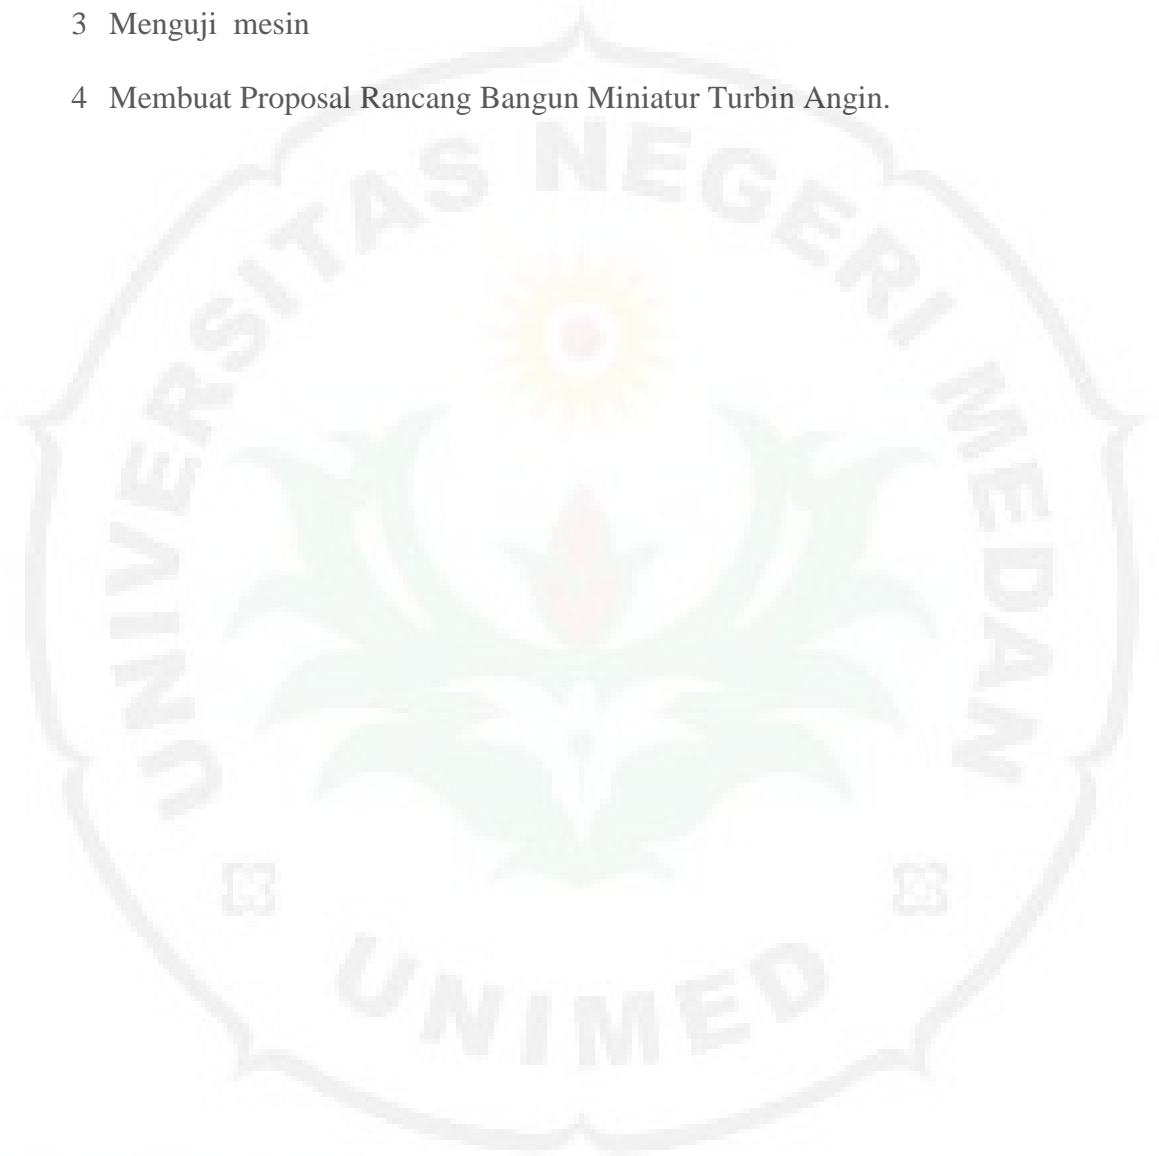 3 Menguji mesin
4 Membuat Proposal Rancang Bangun Miniatur Turbin Angin.
UNIVERSITAS NEGERI MEDAN
UNIMED